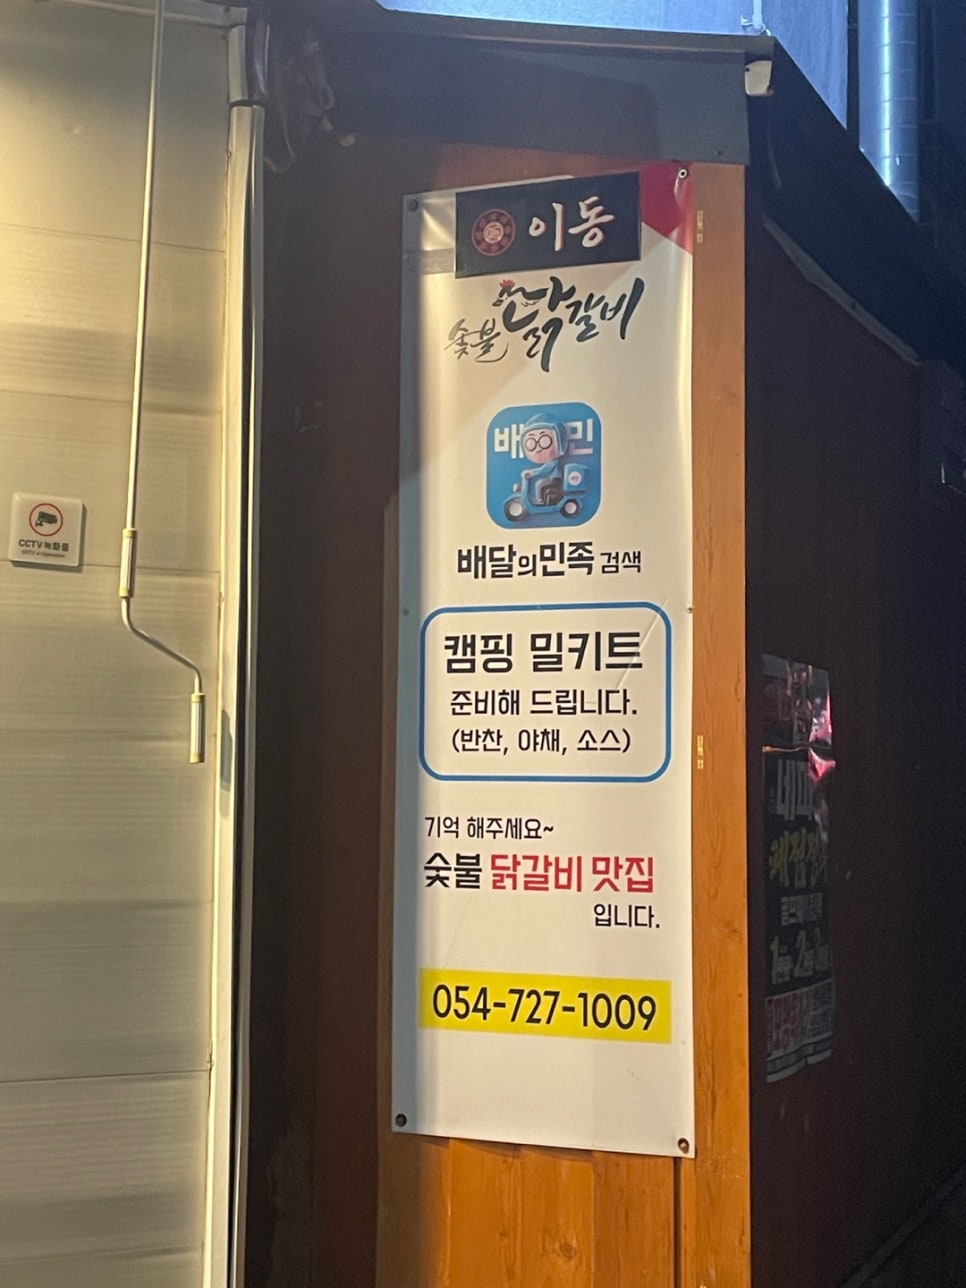 이동
숯불 닭갈비
배민
배달의민족 검색
캠핑 밀키트
준비해 드립니다.
(반찬, 야채, 소스)
기억 해주세요~
숯불 닭갈비 맛집
입니다.
054-727-1009
CCTV 녹화중